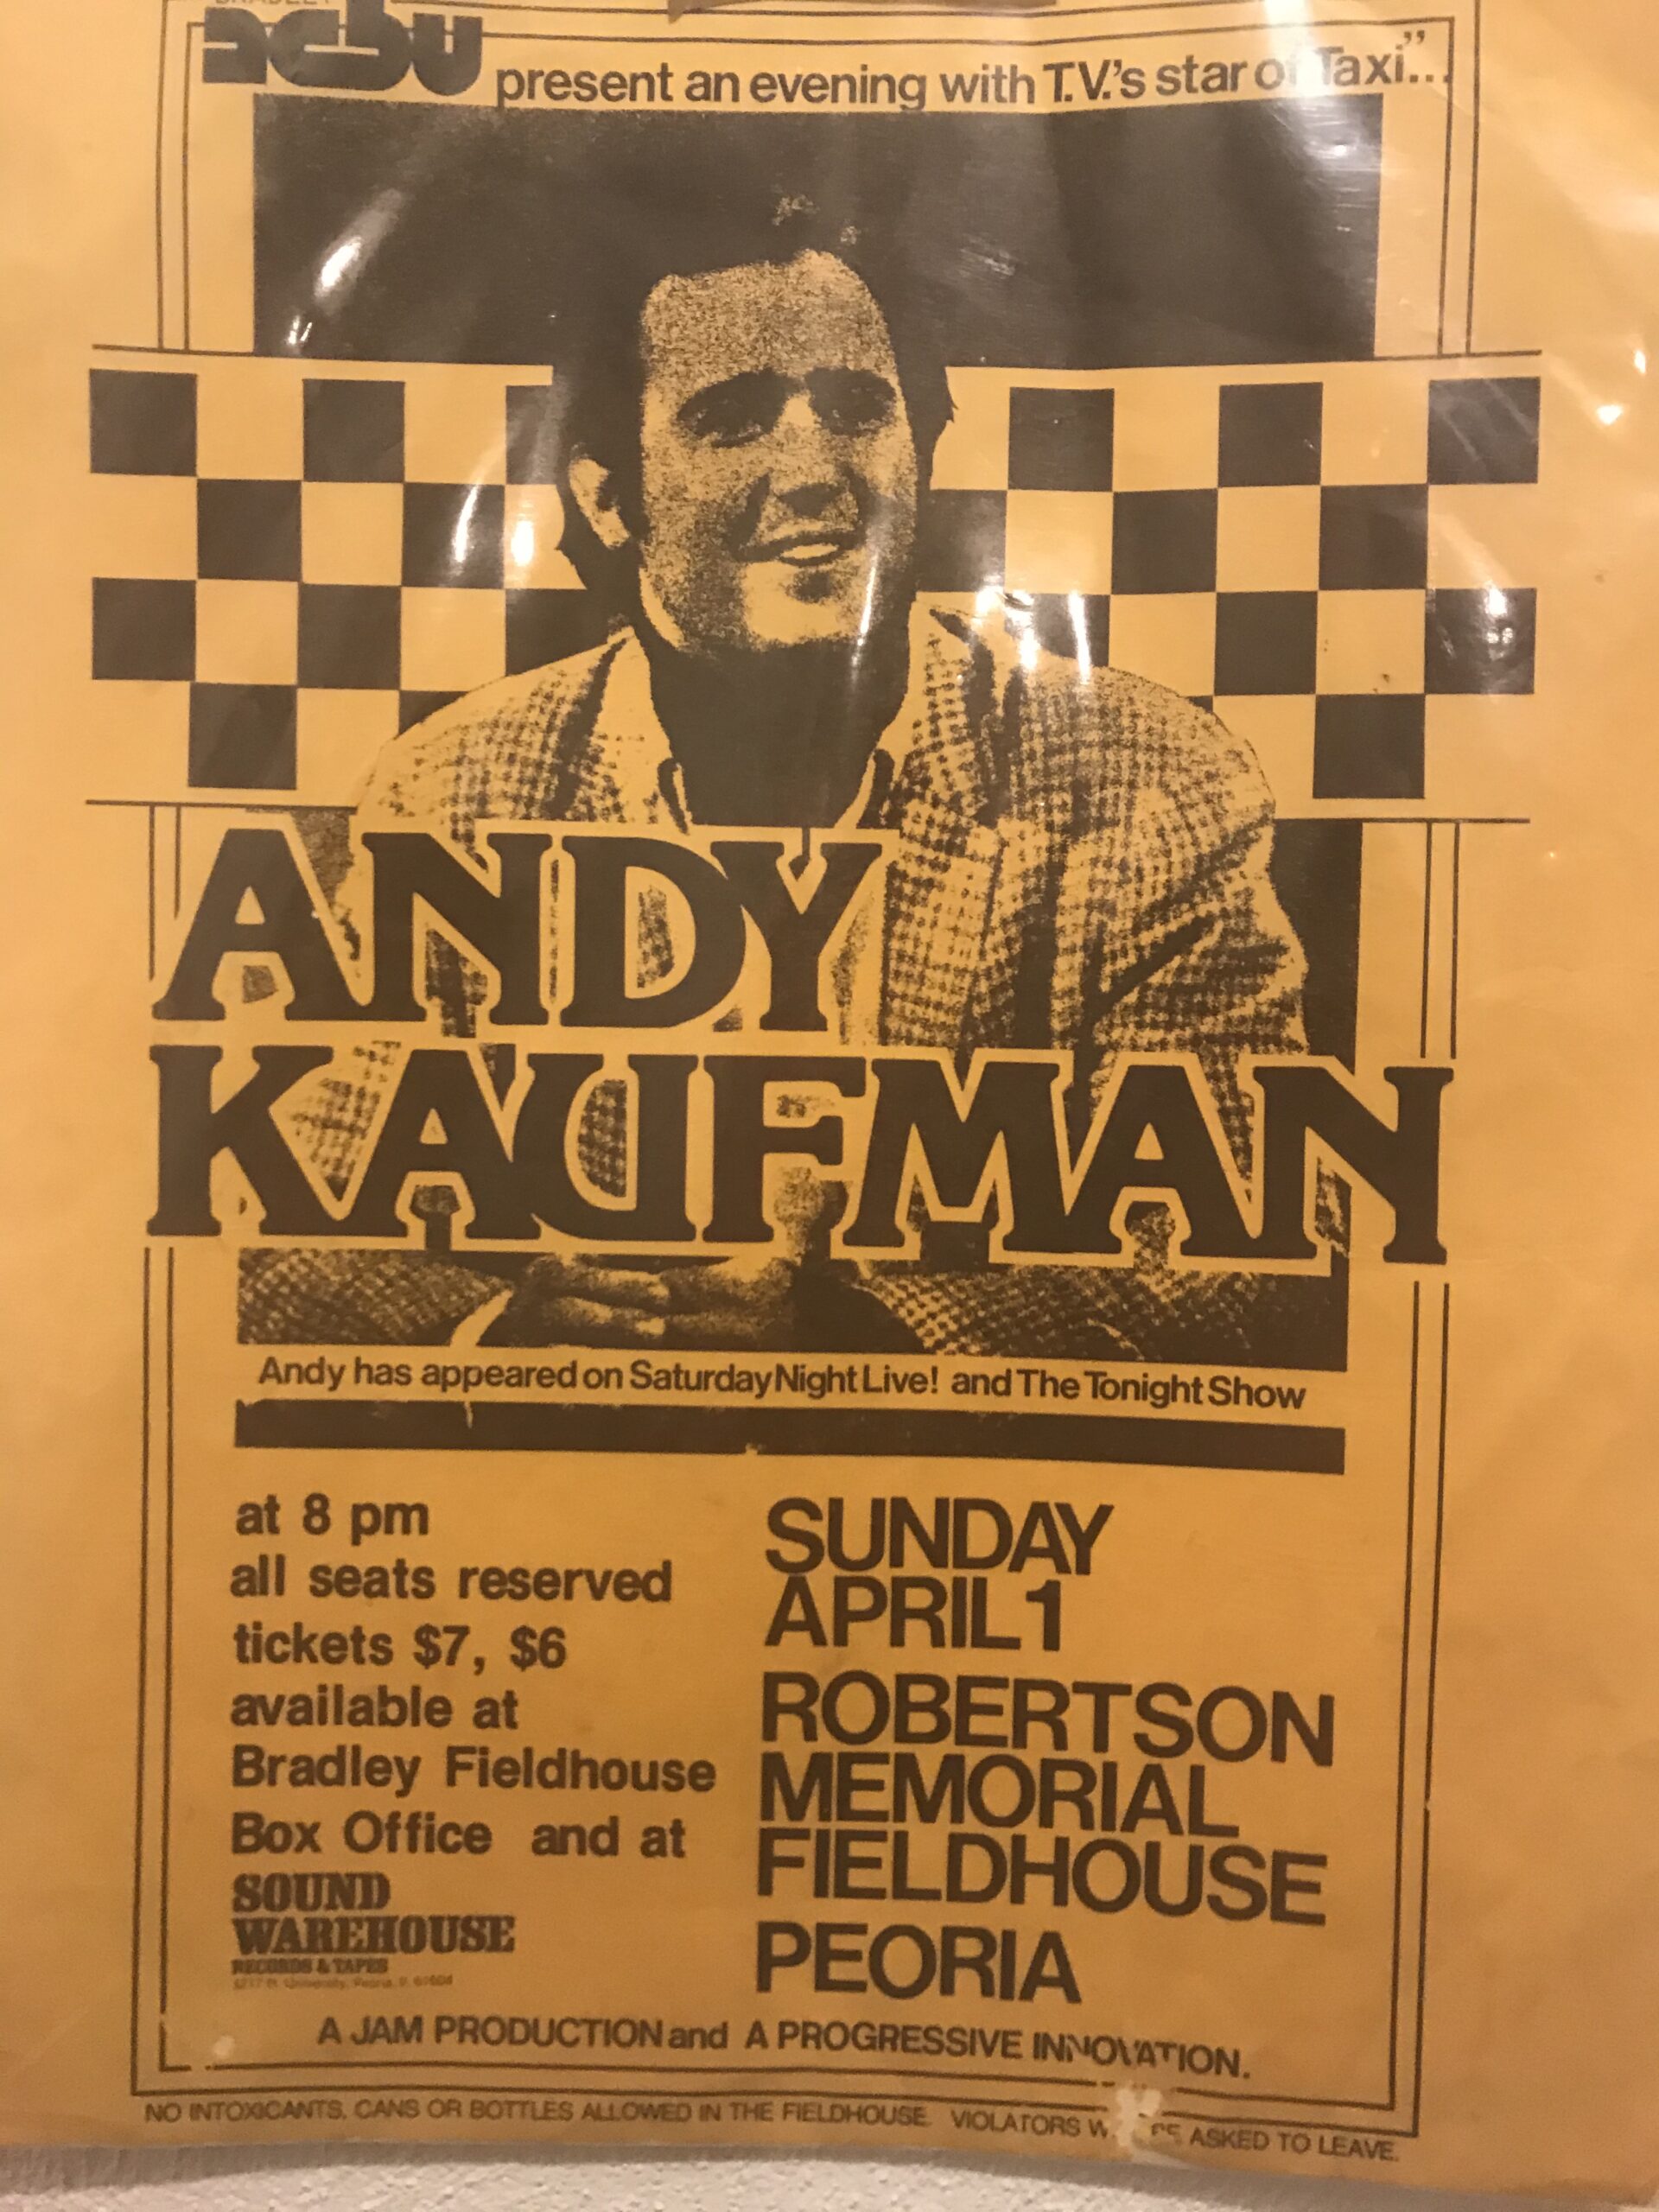 BRADLEY
acbu
present an evening with T.V.'s star of Taxi"...
ANDY
KAUFMAN
Andy has appeared on Saturday Night Live! and The Tonight Show
at 8 pm
all seats reserved
tickets $7, $6
available at
Bradley Fieldhouse
Box Office and at
SOUND
WAREHOUSE
RECORDS & TAPES
SUNDAY
APRIL 1
ROBERTSON
MEMORIAL
FIELDHOUSE
PEORIA
A JAM PRODUCTION and A PROGRESSIVE INNOVATION.
NO INTOXICANTS, CANS OR BOTTLES ALLOWED IN THE FIELDHOUSE. VIOLATORS ASKED TO LEAVE.